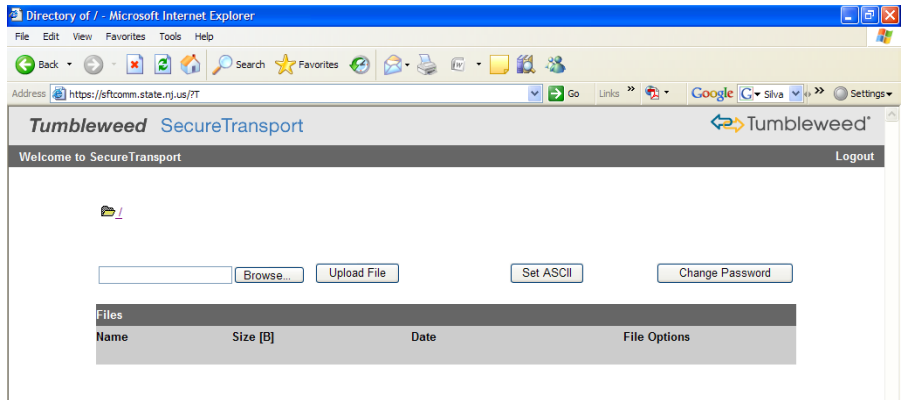 Directory of / - Microsoft Internet Explorer
File Edit View Favorites Tools Help
Back Search Favorites
Address https://sftcomm.state.nj.us/?T Go Links » Google G Silva » Settings
Tumbleweed SecureTransport Tumbleweed
Welcome to SecureTransport Logout
/
Browse... Upload File Set ASCII Change Password
Files
Name Size [B] Date File Options